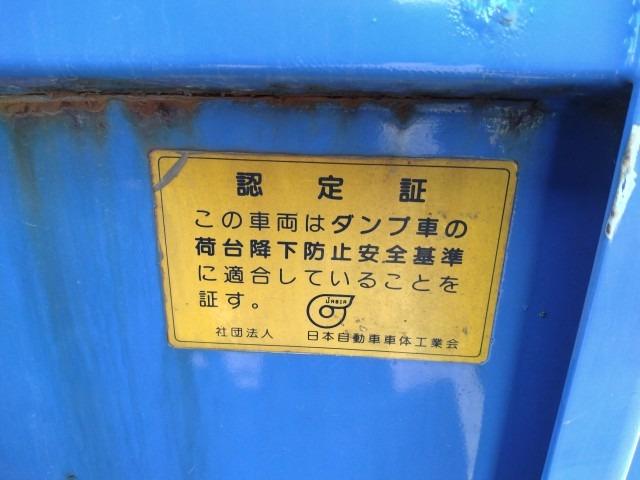 認定証
この車両はダンプ車の
荷台降下防止安全基準
に適合していることを
証す。
JABIA
社団法人 日本自動車車体工業会